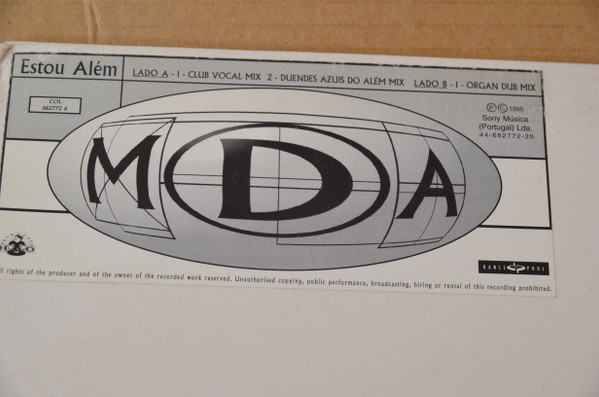 Estou Além
LADO A - 1 - CLUB VOCAL MIX 2 - DUENDES AZUIS DO ALÉM MIX LADO B - 1 - ORGAN DUB MIX
COL
662772 6
℗ © 1995
Sony Música
(Portugal) Lda.
44-662772-20
M D A
DANCE POOL
ll rights of the producer and of the owner of the recorded work reserved. Unauthorised copying, public performance, broadcasting, hiring or rental of this recording prohibited.